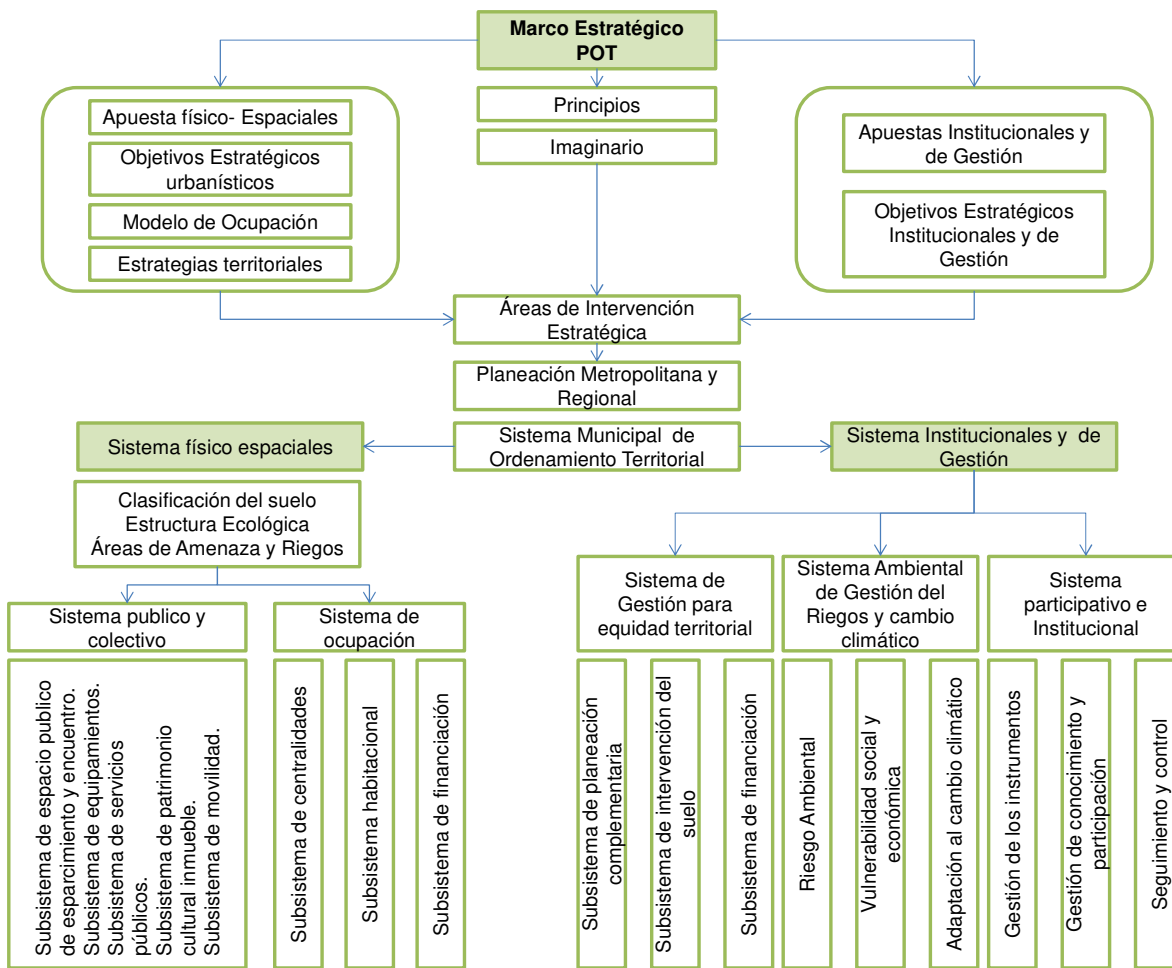 Marco Estratégico
POT
Principios
Imaginario
Apuesta físico- Espaciales
Objetivos Estratégicos
urbanísticos
Modelo de Ocupación
Estrategias territoriales
Apuestas Institucionales y
de Gestión
Objetivos Estratégicos
Institucionales y de
Gestión
Áreas de Intervención
Estratégica
Planeación Metropolitana y
Regional
Sistema físico espaciales
Sistema Municipal de
Ordenamiento Territorial
Sistema Institucionales y de
Gestión
Clasificación del suelo
Estructura Ecológica
Áreas de Amenaza y Riegos
Sistema publico y
colectivo
Sistema de
ocupación
Sistema de
Gestión para
equidad territorial
Sistema Ambiental
de Gestión del
Riegos y cambio
climático
Sistema
participativo e
Institucional
Subsistema de espacio publico
de esparcimiento y encuentro.
Subsistema de equipamientos.
Subsistema de servicios
públicos.
Subsistema de patrimonio
cultural inmueble.
Subsistema de movilidad.
Subsistema de centralidades
Subsistema habitacional
Subsistema de financiación
Subsistema de planeación
complementaria
Subsistema de intervención del
suelo
Subsistema de financiación
Riesgo Ambiental
Vulnerabilidad social y
económica
Adaptación al cambio climático
Gestión de los instrumentos
Gestión de conocimiento y
participación
Seguimiento y control